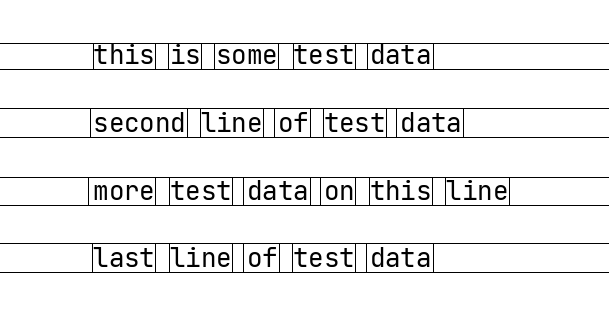 this is some test data
second line of test data
more test data on this line
last line of test data